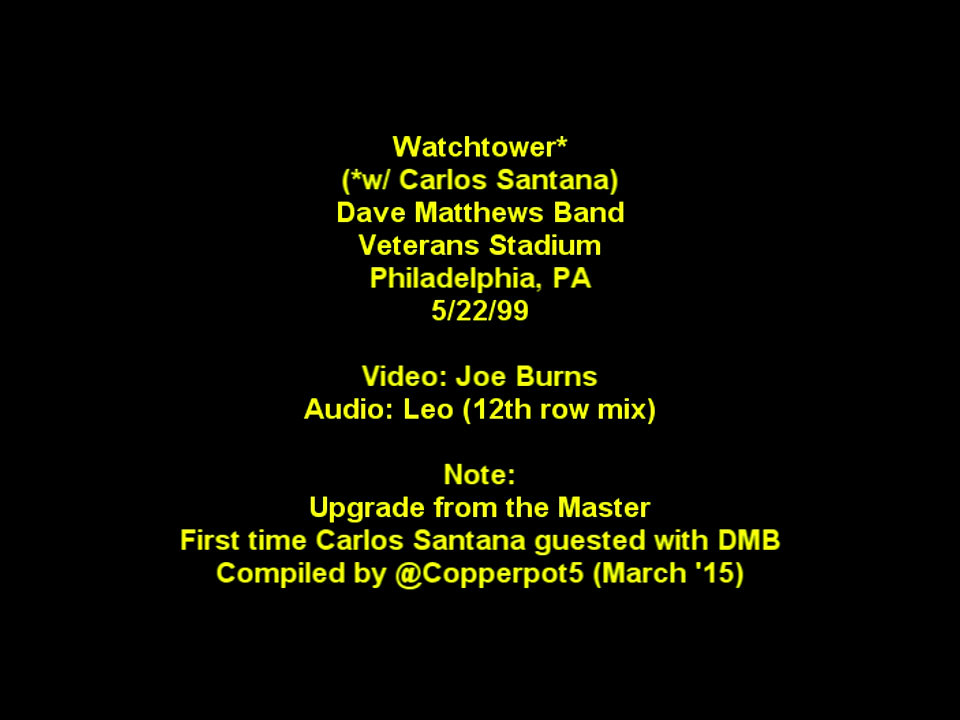 Watchtower*
(*w/ Carlos Santana)
Dave Matthews Band
Veterans Stadium
Philadelphia, PA
5/22/99
Video: Joe Burns
Audio: Leo (12th row mix)
Note:
Upgrade from the Master
First time Carlos Santana guested with DMB
Compiled by @Copperpot5 (March '15)